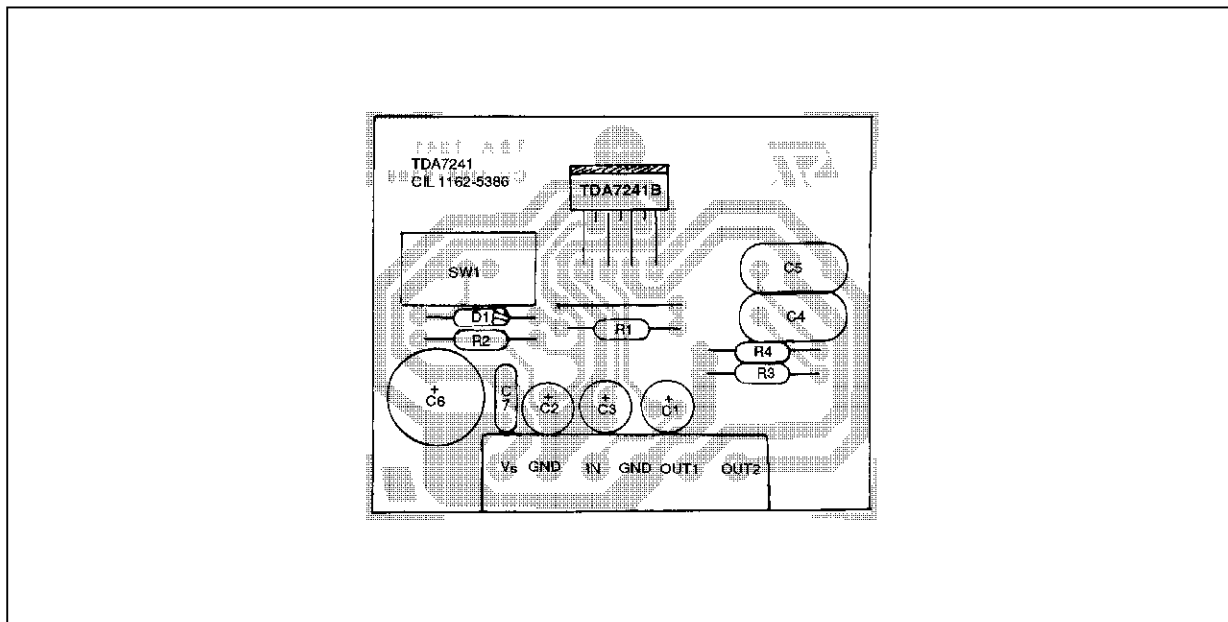 TDA7241
CIL 1162-5386
TDA7241B
SW1
C5
D1
C4
R1
R2
R4
R3
C6
C7
C2
C3
C1
Vs GND IN GND OUT1 OUT2